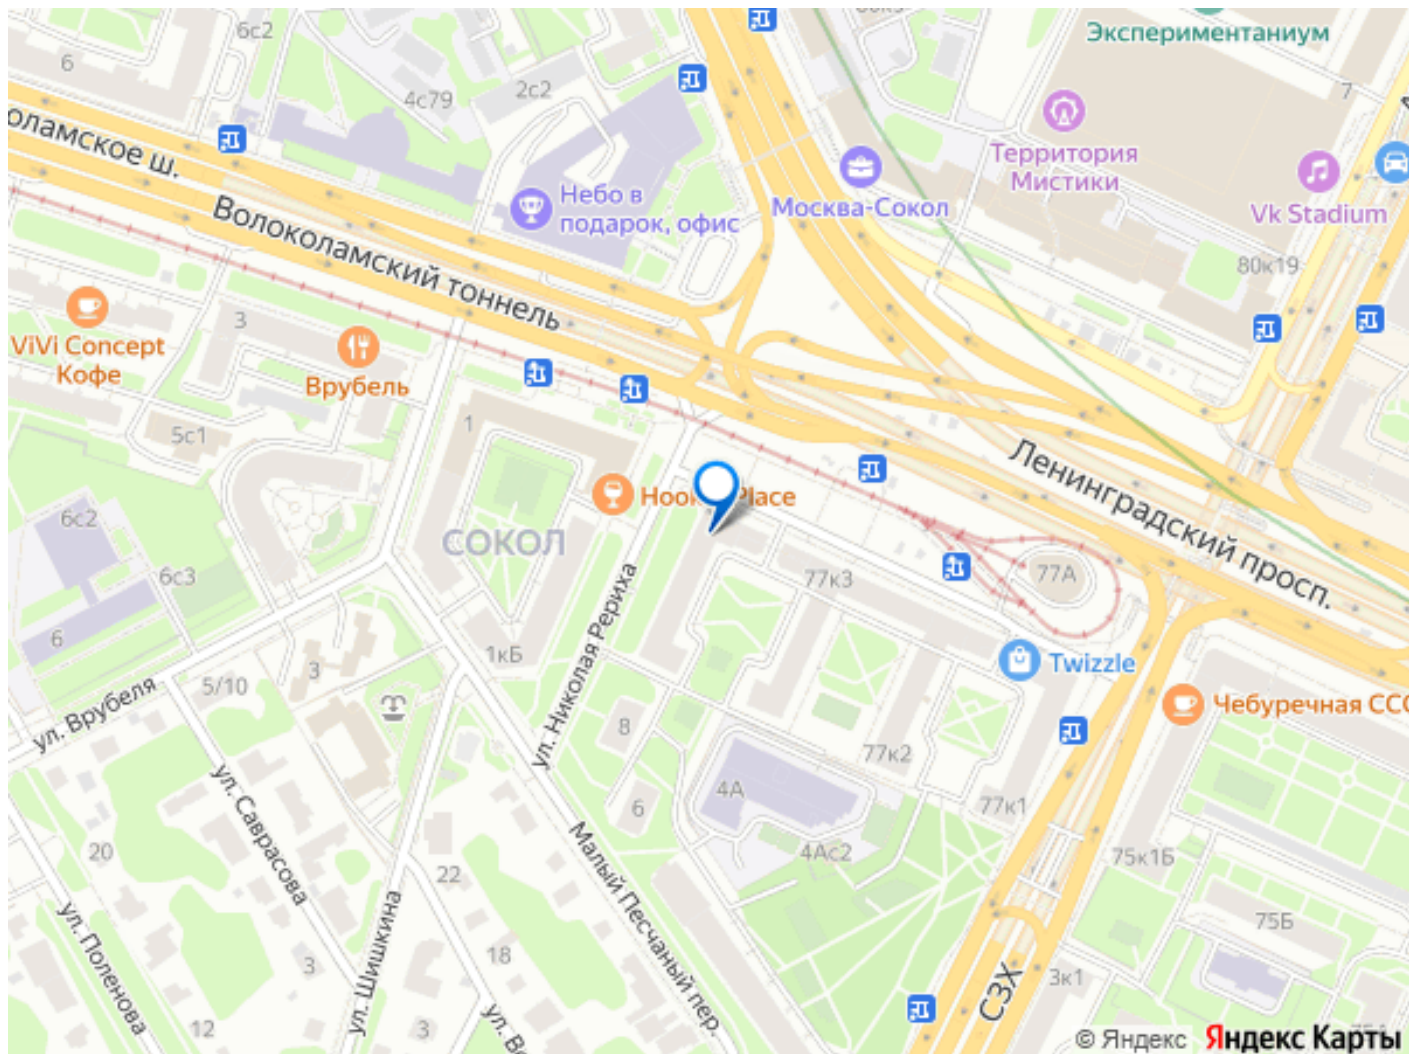 6с2
Экспериментаниум
6
4с79
2с2
7
оламское ш.
Территория
Мистики
Москва-Сокол
Небо в
подарок, офис
Vk Stadium
Волоколамский тоннель
80к19
3
ViVi Concept
Кофе
Врубель
5с1
1
Ленинградский просп.
Place
6с2
СОКОЛ
6с3
77к3
77А
6
3
1кБ
5/10
ул. Николая Рериха
Twizzle
ул. Врубеля
8
77к2
Чебуречная ССС
4А
6
77к1
ул. Саврасова
20
22
Малый Песчаный пер.
4Ас2
75к1Б
75Б
ул. Поленова
ул. Шишкина
18
3
СЗХ
3к1
12
3
© Яндекс Яндекс Карты